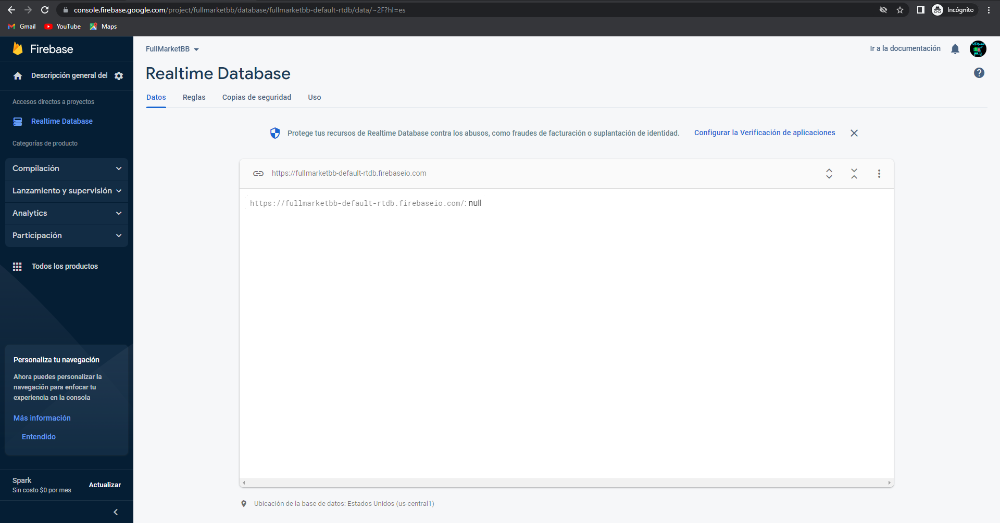 console.firebase.google.com/project/fullmarketbb/database/fullmarketbb-default-rtdb/data/~2F?hl=es
Incógnito
Gmail
YouTube
Maps
Firebase
Descripción general del
Accesos directos a proyectos
Realtime Database
Categorías de producto
Compilación
Lanzamiento y supervisión
Analytics
Participación
Todos los productos
Personaliza tu navegación
Ahora puedes personalizar la
navegación para enfocar tu
experiencia en la consola
Más información
Entendido
Spark
Sin costo $0 por mes
Actualizar
FullMarketBB
Ir a la documentación
Realtime Database
Datos
Reglas
Copias de seguridad
Uso
Protege tus recursos de Realtime Database contra los abusos, como fraudes de facturación o suplantación de identidad.
Configurar la Verificación de aplicaciones
https://fullmarketbb-default-rtdb.firebaseio.com
https://fullmarketbb-default-rtdb.firebaseio.com/: null
Ubicación de la base de datos: Estados Unidos (us-central1)